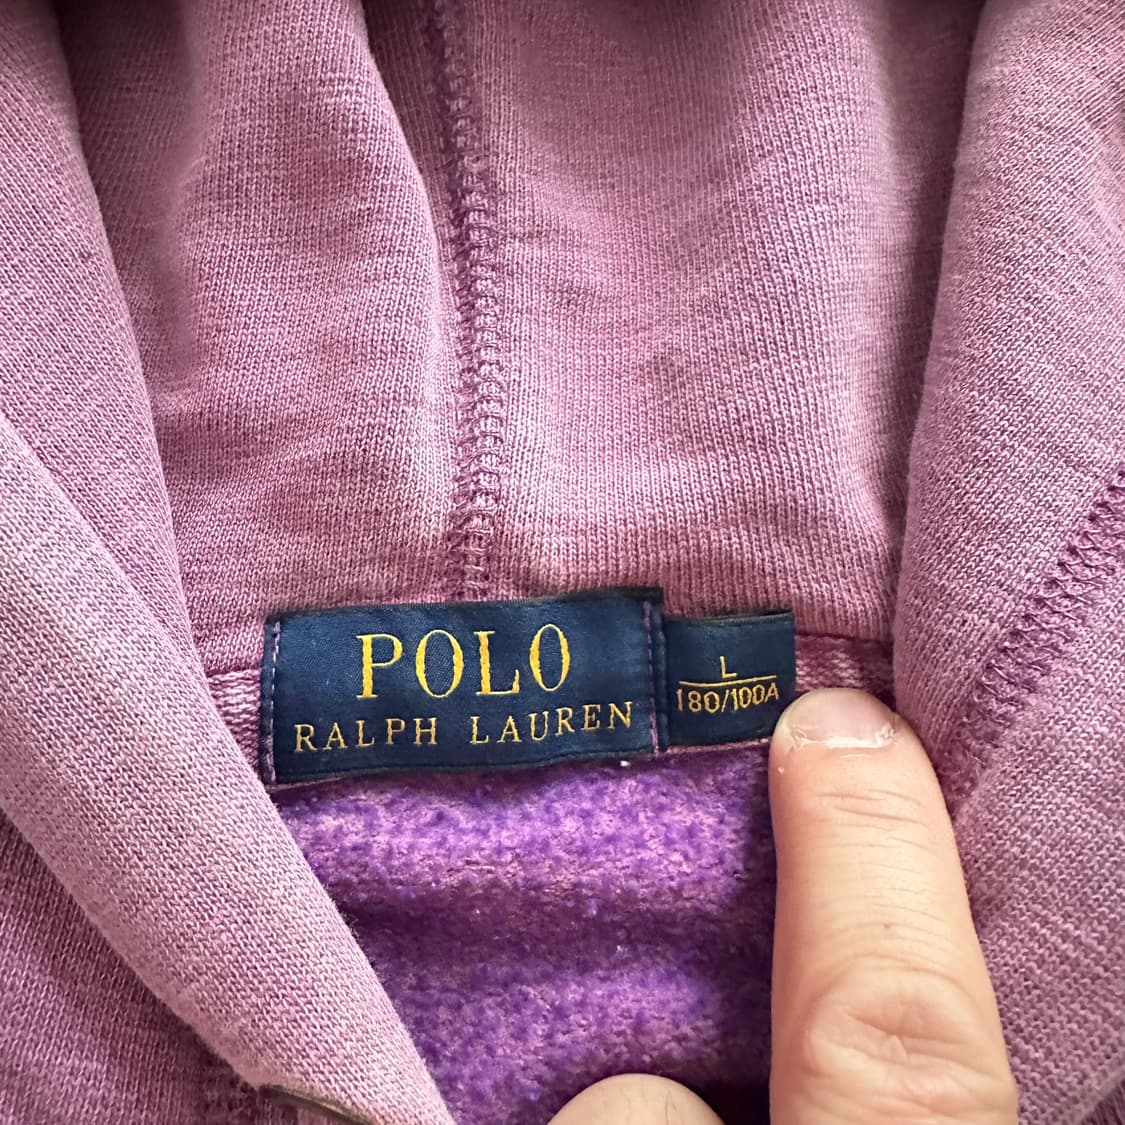 POLO
RALPH LAUREN
L
180/100A